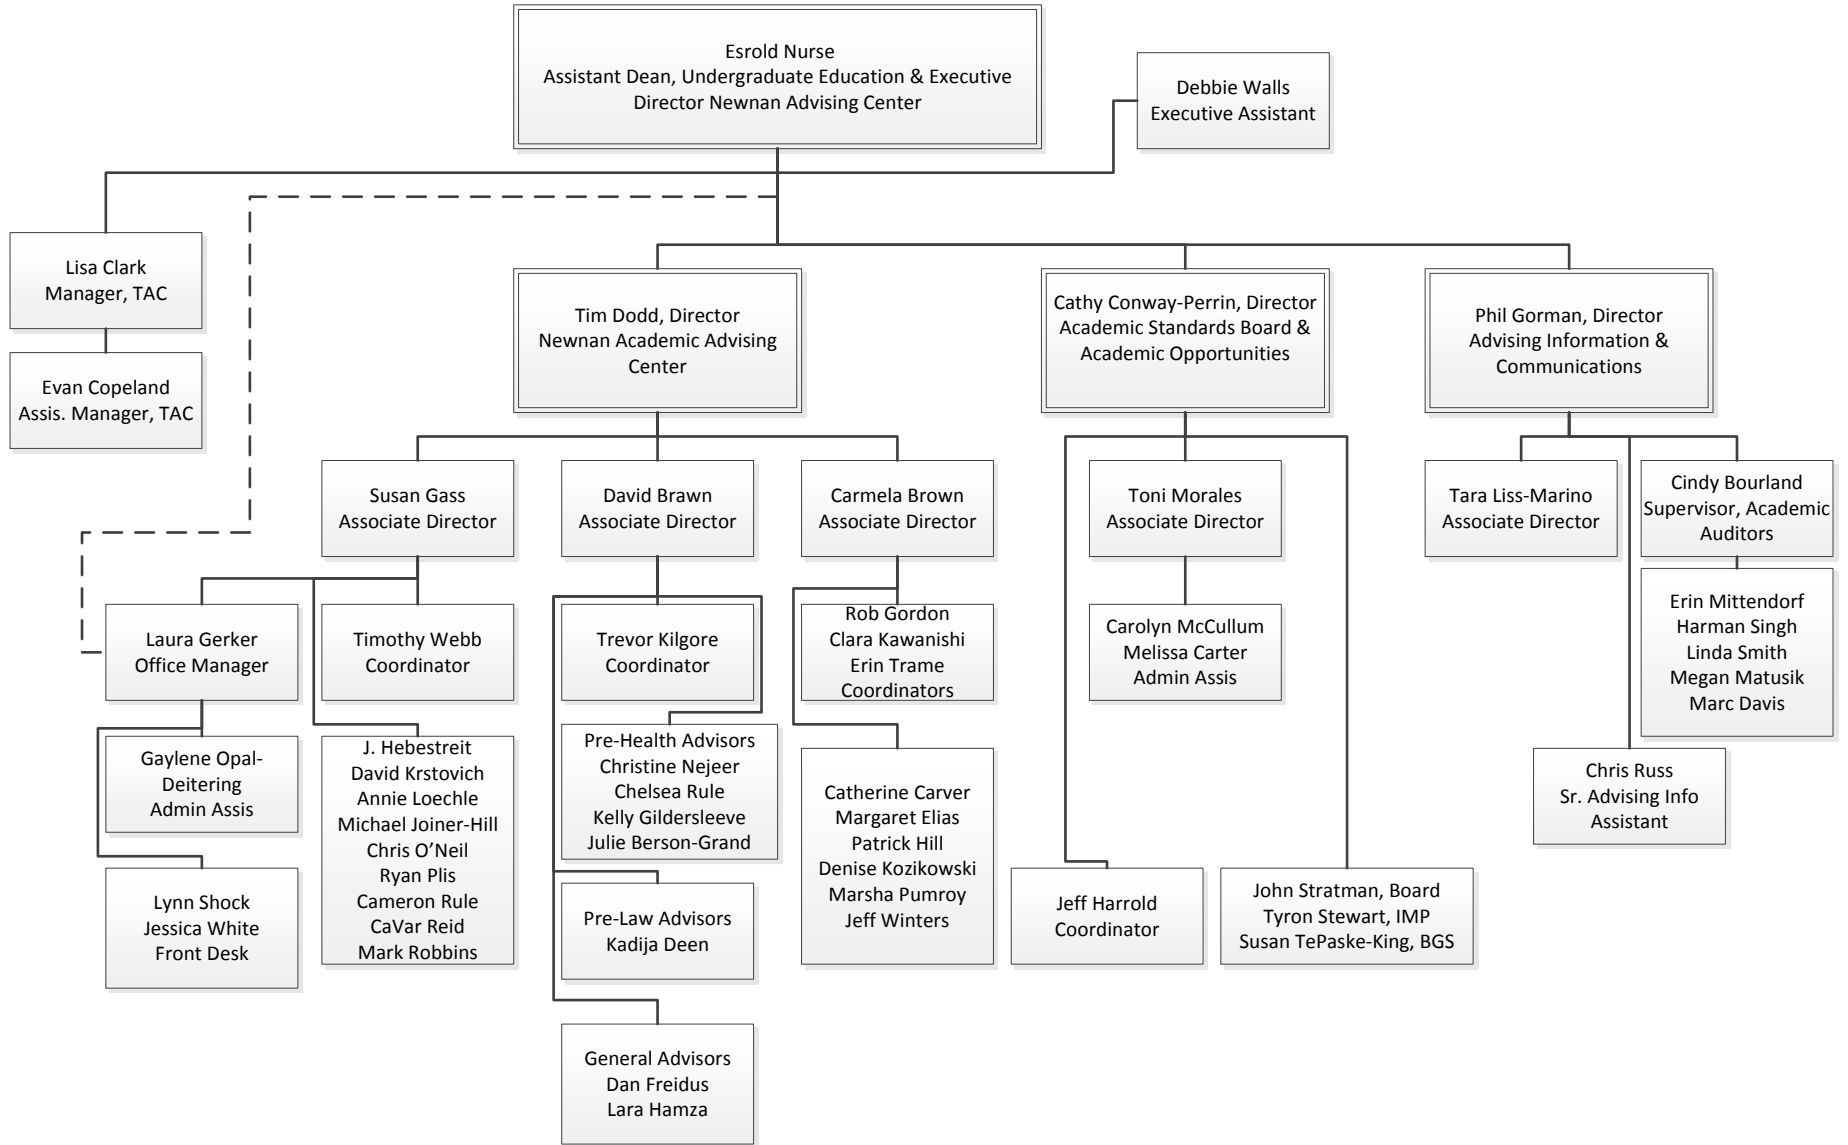 Esrold Nurse
Assistant Dean, Undergraduate Education & Executive
Director Newnan Advising Center
Debbie Walls
Executive Assistant
Lisa Clark
Manager, TAC
Evan Copeland
Assis. Manager, TAC
Tim Dodd, Director
Newnan Academic Advising
Center
Cathy Conway-Perrin, Director
Academic Standards Board &
Academic Opportunities
Phil Gorman, Director
Advising Information &
Communications
Susan Gass
Associate Director
David Brawn
Associate Director
Carmela Brown
Associate Director
Toni Morales
Associate Director
Tara Liss-Marino
Associate Director
Cindy Bourland
Supervisor, Academic
Auditors
Laura Gerker
Office Manager
Timothy Webb
Coordinator
Trevor Kilgore
Coordinator
Rob Gordon
Clara Kawanishi
Erin Trame
Coordinators
Carolyn McCullum
Melissa Carter
Admin Assis
Erin Mittendorf
Harman Singh
Linda Smith
Megan Matusik
Marc Davis
Gaylene Opal-
Deitering
Admin Assis
J. Hebestreit
David Krstovich
Annie Loechle
Michael Joiner-Hill
Chris O’Neil
Ryan Plis
Cameron Rule
CaVar Reid
Mark Robbins
Pre-Health Advisors
Christine Nejeer
Chelsea Rule
Kelly Gildersleeve
Julie Berson-Grand
Catherine Carver
Margaret Elias
Patrick Hill
Denise Kozikowski
Marsha Pumroy
Jeff Winters
Chris Russ
Sr. Advising Info
Assistant
Lynn Shock
Jessica White
Front Desk
Pre-Law Advisors
Kadija Deen
Jeff Harrold
Coordinator
John Stratman, Board
Tyron Stewart, IMP
Susan TePaske-King, BGS
General Advisors
Dan Freidus
Lara Hamza